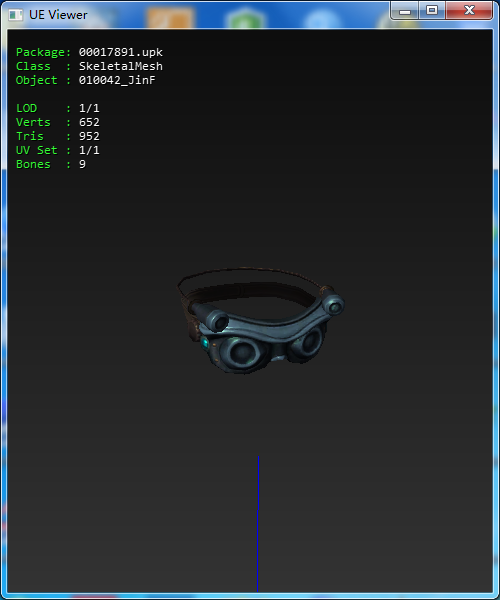 UE Viewer
Package: 00017891.upk
Class : SkeletalMesh
Object : 010042_JinF
LOD : 1/1
Verts : 652
Tris : 952
UV Set : 1/1
Bones : 9